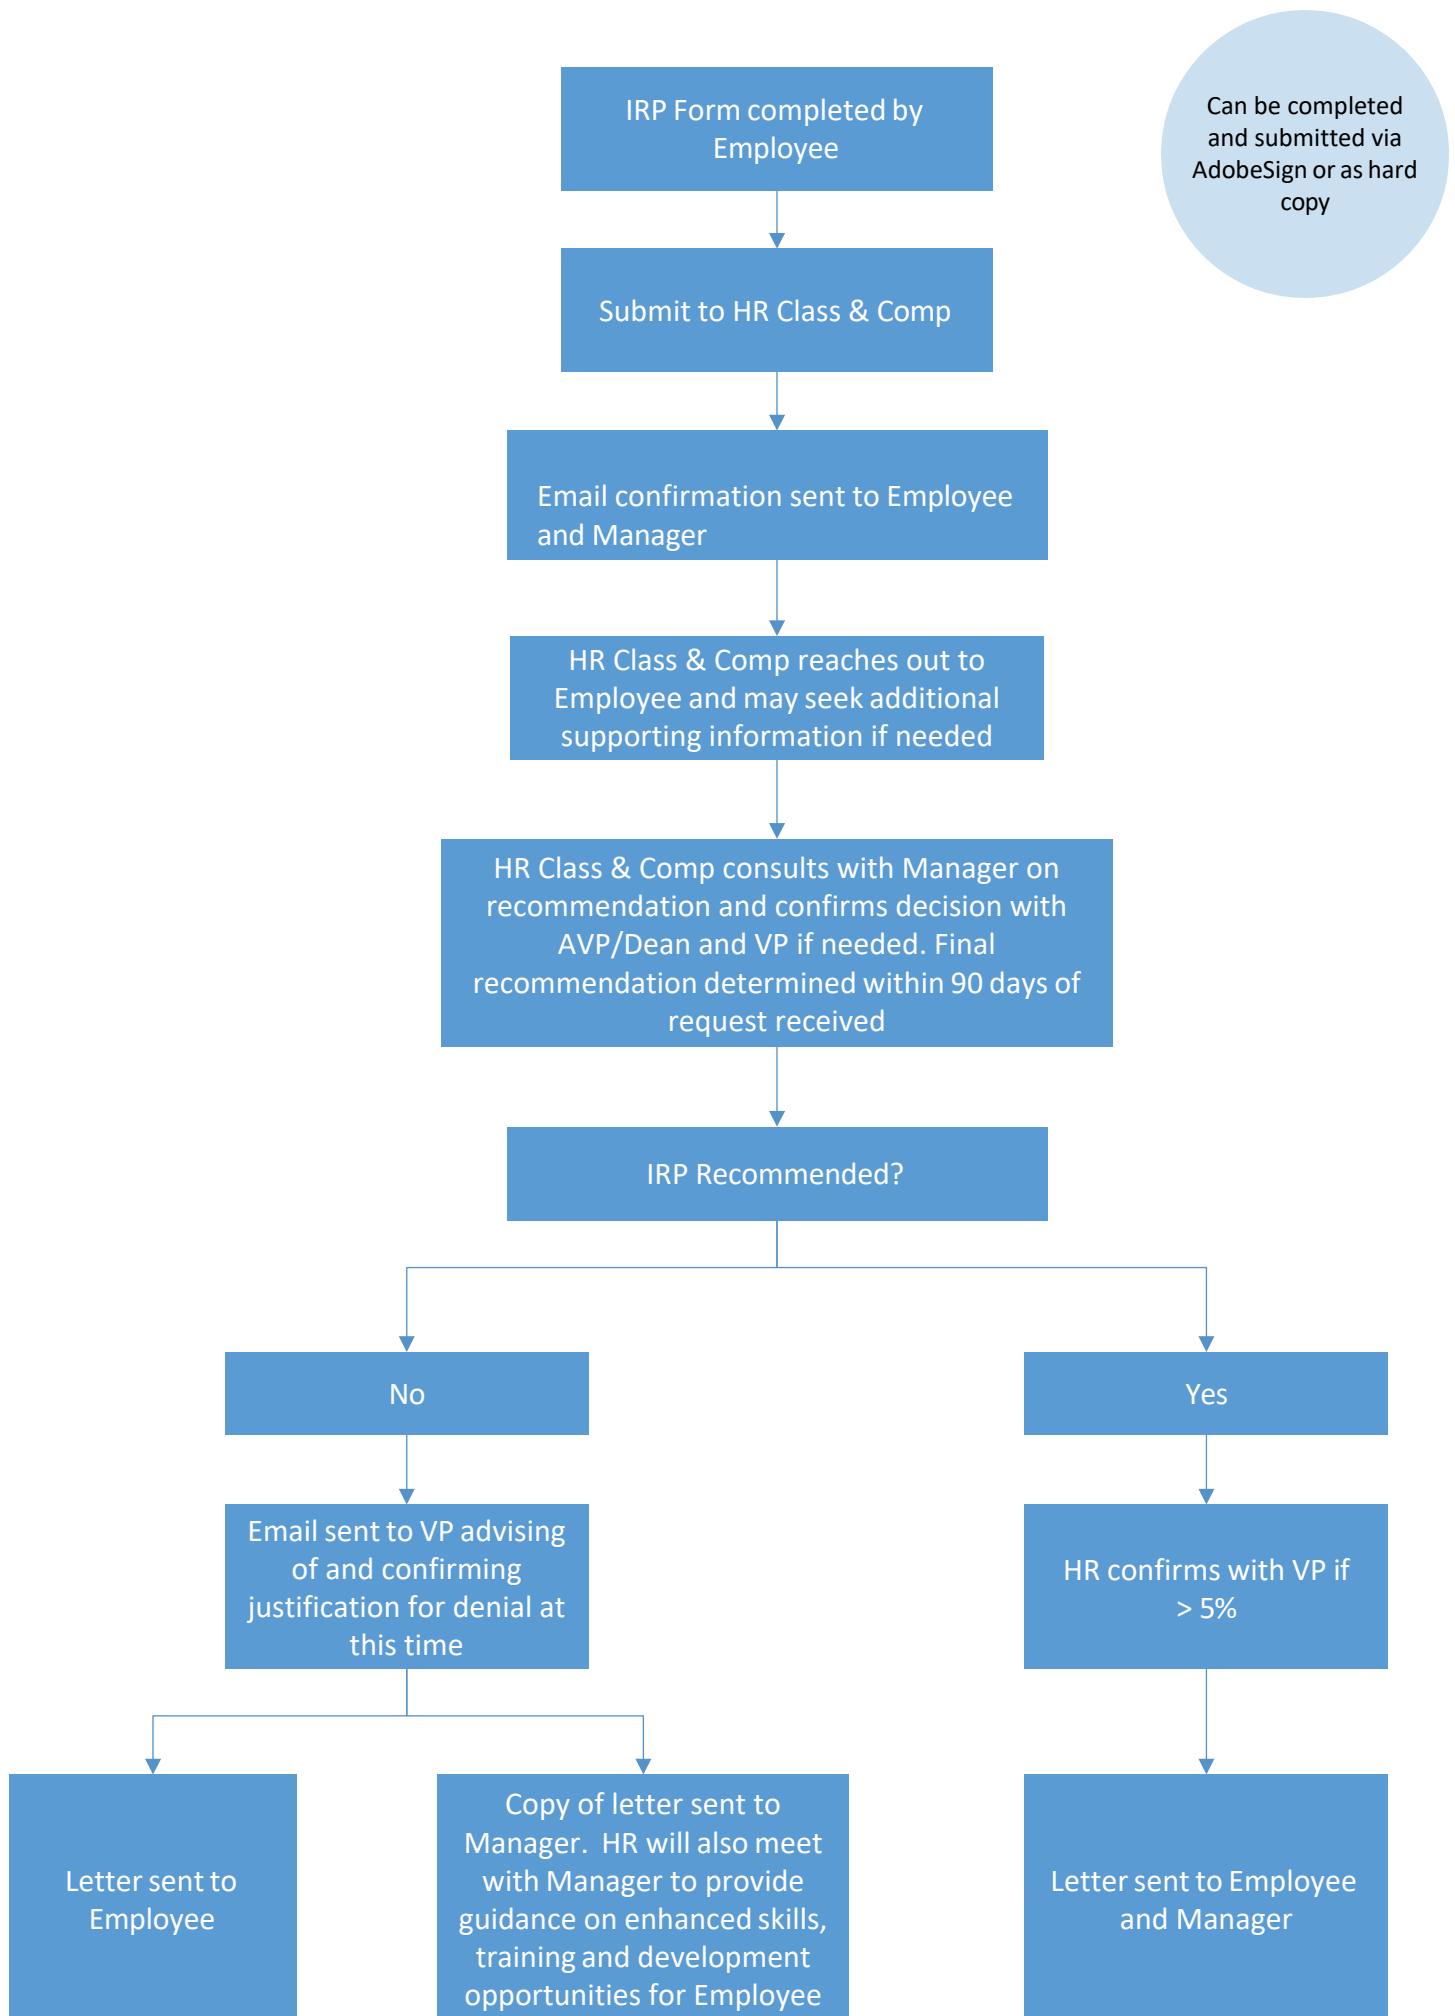 IRP Form completed by
Employee
Can be completed
and submitted via
AdobeSign or as hard
copy
Submit to HR Class & Comp
Email confirmation sent to Employee
and Manager
HR Class & Comp reaches out to
Employee and may seek additional
supporting information if needed
HR Class & Comp consults with Manager on
recommendation and confirms decision with
AVP/Dean and VP if needed. Final
recommendation determined within 90 days of
request received
IRP Recommended?
No
Yes
Email sent to VP advising
of and confirming
justification for denial at
this time
HR confirms with VP if
> 5%
Letter sent to
Employee
Copy of letter sent to
Manager.  HR will also meet
with Manager to provide
guidance on enhanced skills,
training and development
opportunities for Employee
Letter sent to Employee
and Manager